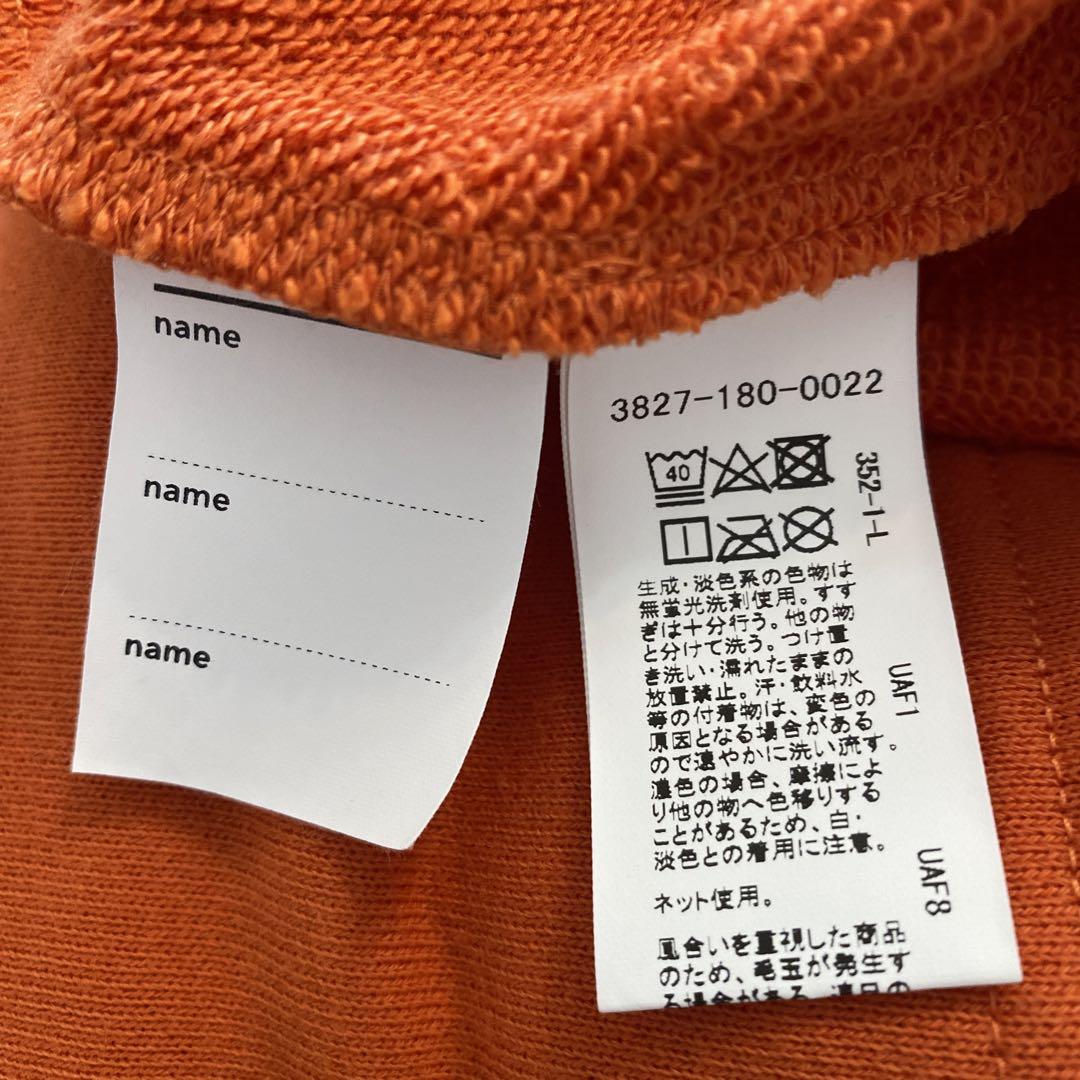 name
name
name
3827-180-0022
40
352-1-L
生成・淡色系の色物は
無蛍光洗剤使用。すす
ぎは十分行う。他の物
と分けて洗う。つけ置
き洗い・濡れたままの
放置禁止。汗・飲料水
等の付着物は、変色の
原因となる場合がある
ので速やかに洗い流す。
濃色の場合、摩擦によ
り他の物へ色移りする
ことがあるため、白・
淡色との着用に注意。
UAF1
UAF8
ネット使用。
風合いを重視した商品
のため、毛玉が発生す
る場合がある